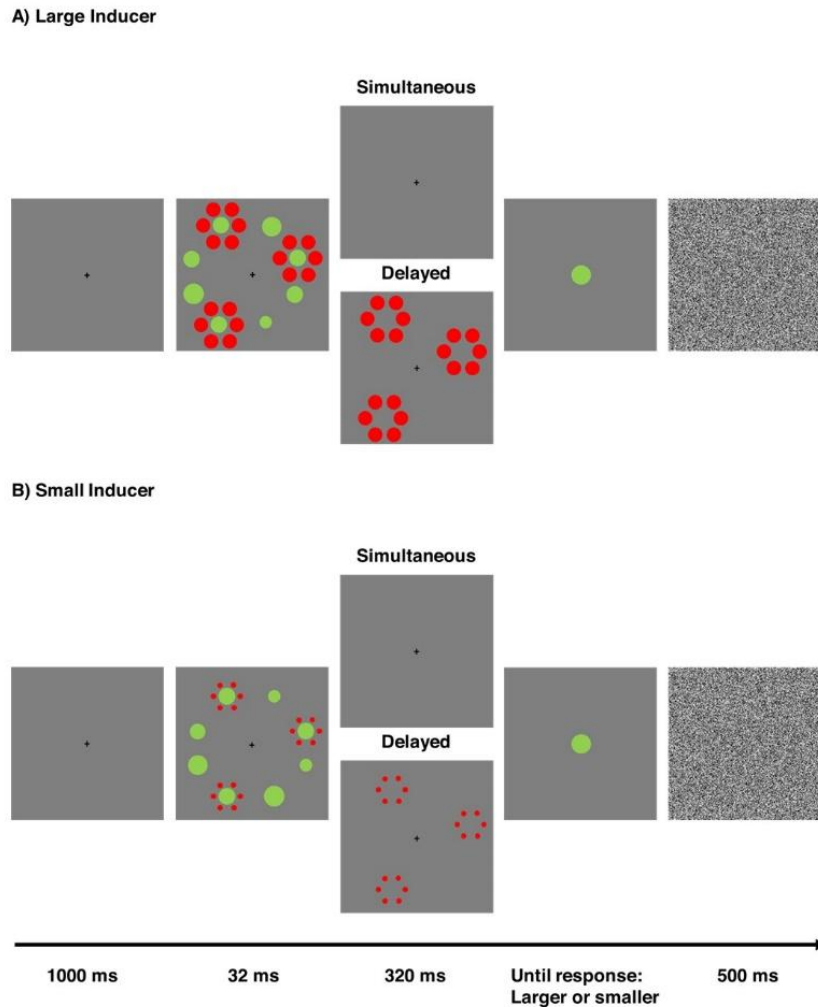 A) Large Inducer
Simultaneous
Delayed
B) Small Inducer
Simultaneous
Delayed
1000 ms
32 ms
320 ms
Until response:
Larger or smaller
500 ms